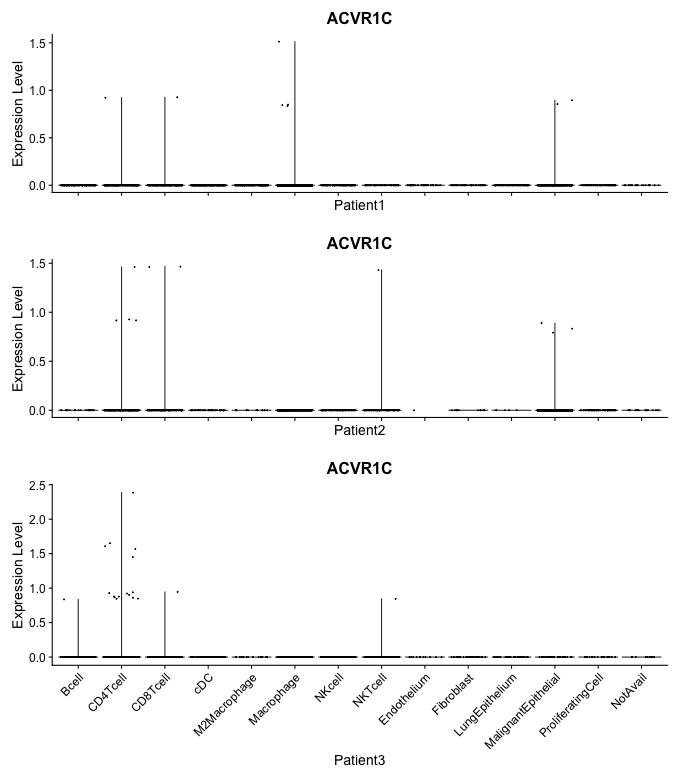 ACVR1C
Expression Level
1.5
1.0
0.5
0.0
Patient1
ACVR1C
Expression Level
1.5
1.0
0.5
0.0
Patient2
ACVR1C
Expression Level
2.5
2.0
1.5
1.0
0.5
0.0
Bcell
CD4Tcell
CD8Tcell
cDC
M2Macrophage
Macrophage
NKcell
NKTcell
Endothelium
Fibroblast
LungEpithelium
MalignantEpithelial
ProliferatingCell
NotAvail
Patient3